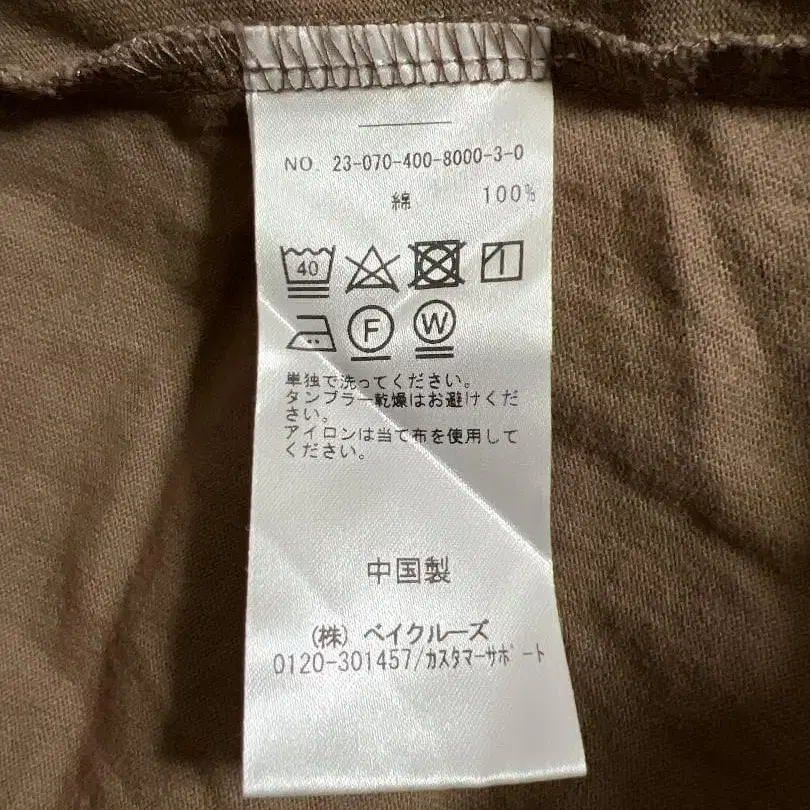 NO. 23-070-400-8000-3-0
綿 100%
40
F W
単独で洗ってください。
タンブラー乾燥はお避けくだ
さい。
アイロンは当て布を使用して
ください。
中国製
(株) ベイクルーズ
0120-301457/カスタマーサポート